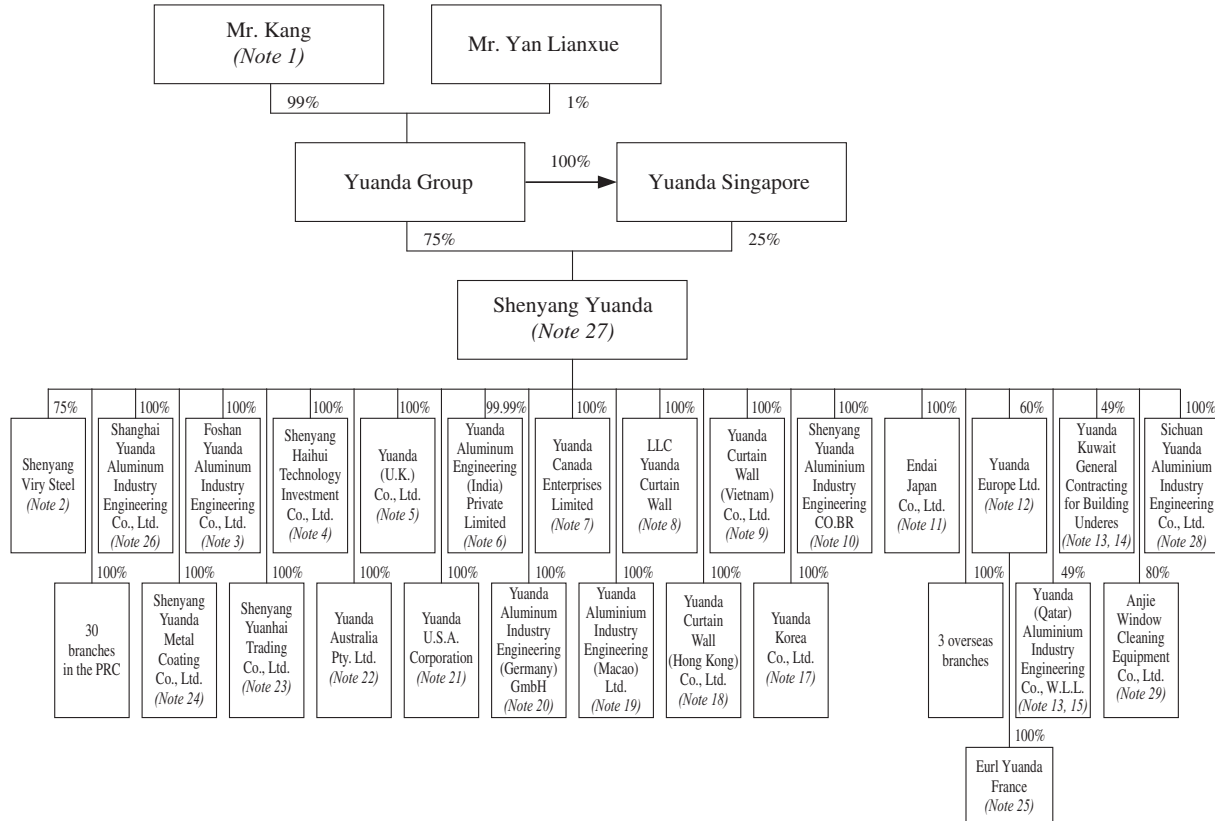 Mr. Kang
(Note 1)
Mr. Yan Lianxue
99%
1%
Yuanda Group
100%
Yuanda Singapore
75%
25%
Shenyang Yuanda
(Note 27)
75%
Shenyang
Viry Steel
(Note 2)
100%
Shanghai
Yuanda
Aluminum
Industry
Engineering
Co., Ltd.
(Note 26)
100%
Foshan
Yuanda
Aluminum
Industry
Engineering
Co., Ltd.
(Note 3)
100%
Shenyang
Haihui
Technology
Investment
Co., Ltd.
(Note 4)
100%
Yuanda
(U.K.)
Co., Ltd.
(Note 5)
99.99%
Yuanda
Aluminum
Engineering
(India)
Private
Limited
(Note 6)
100%
Yuanda
Canada
Enterprises
Limited
(Note 7)
100%
LLC
Yuanda
Curtain
Wall
(Note 8)
100%
Yuanda
Curtain
Wall
(Vietnam)
Co., Ltd.
(Note 9)
100%
Shenyang
Yuanda
Aluminium
Industry
Engineering
CO.BR
(Note 10)
100%
Endai
Japan
Co., Ltd.
(Note 11)
60%
Yuanda
Europe Ltd.
(Note 12)
49%
Yuanda
Kuwait
General
Contracting
for Building
Underes
(Note 13, 14)
100%
Sichuan
Yuanda
Aluminium
Industry
Engineering
Co., Ltd.
(Note 28)
100%
30
branches
in the PRC
100%
Shenyang
Yuanda
Metal
Coating
Co., Ltd.
(Note 24)
100%
Shenyang
Yuanhai
Trading
Co., Ltd.
(Note 23)
100%
Yuanda
Australia
Pty. Ltd.
(Note 22)
100%
Yuanda
U.S.A.
Corporation
(Note 21)
100%
Yuanda
Aluminum
Industry
Engineering
(Germany)
GmbH
(Note 20)
100%
Yuanda
Aluminium
Industry
Engineering
(Macao)
Ltd.
(Note 19)
100%
Yuanda
Curtain
Wall
(Hong Kong)
Co., Ltd.
(Note 18)
100%
Yuanda
Korea
Co., Ltd.
(Note 17)
100%
3 overseas
branches
49%
Yuanda
(Qatar)
Aluminium
Industry
Engineering
Co., W.L.L.
(Note 13, 15)
80%
Anjie
Window
Cleaning
Equipment
Co., Ltd.
(Note 29)
100%
Eurl Yuanda
France
(Note 25)